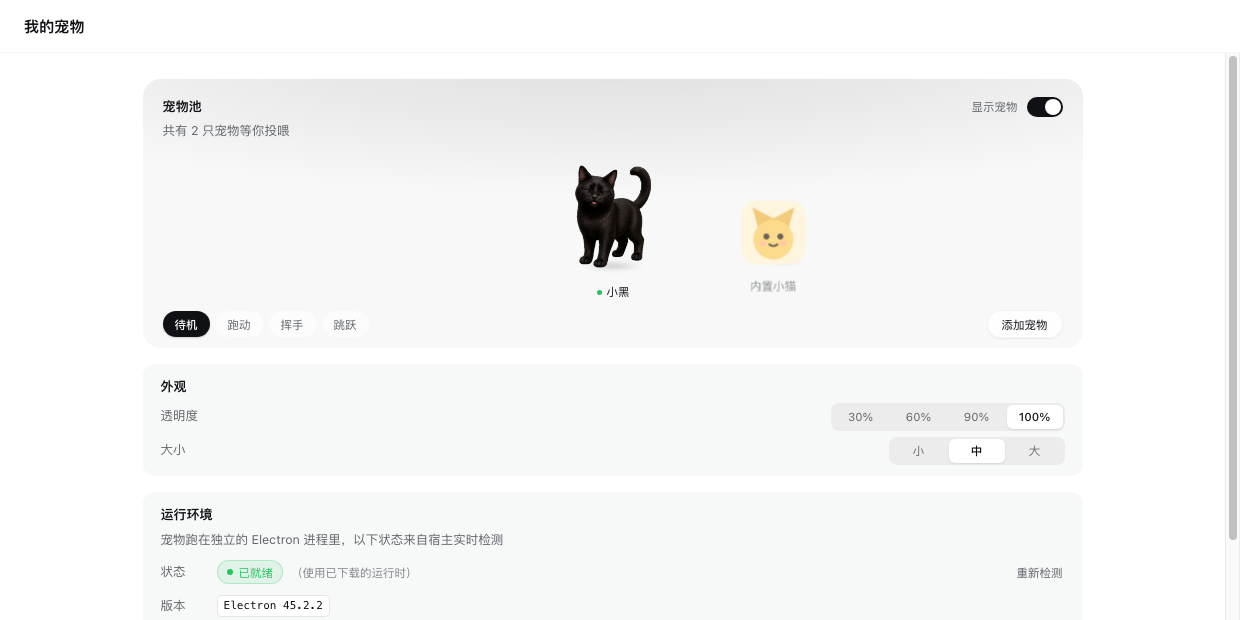 我的宠物
宠物池
显示宠物
共有 2 只宠物等你投喂
小黑
内置小猫
待机
跑动
挥手
跳跃
添加宠物
外观
透明度
30%
60%
90%
100%
大小
小
中
大
运行环境
宠物跑在独立的 Electron 进程里，以下状态来自宿主实时检测
状态
已就绪
（使用已下载的运行时）
重新检测
版本
Electron 45.2.2